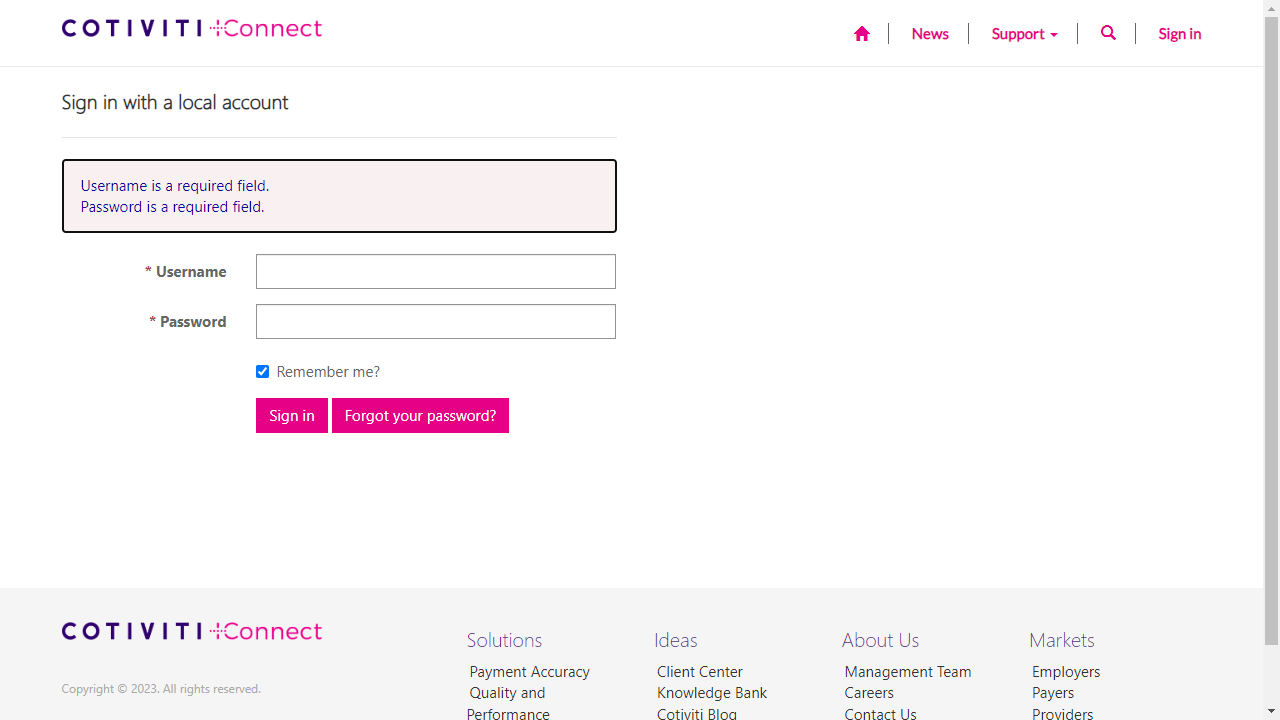 COTIVITI Connect
News
Support
Sign in
Sign in with a local account
Username is a required field.
Password is a required field.
* Username
* Password
Remember me?
Sign in
Forgot your password?
COTIVITI Connect
Copyright © 2023. All rights reserved.
Solutions
Payment Accuracy
Quality and
Performance
Ideas
Client Center
Knowledge Bank
Cotiviti Blog
About Us
Management Team
Careers
Contact Us
Markets
Employers
Payers
Providers